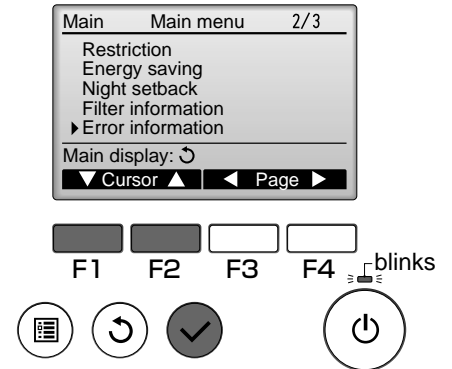 Main Main menu 2/3
Restriction
Energy saving
Night setback
Filter information
Error information
Main display:
Cursor Page
F1 F2 F3 F4
blinks